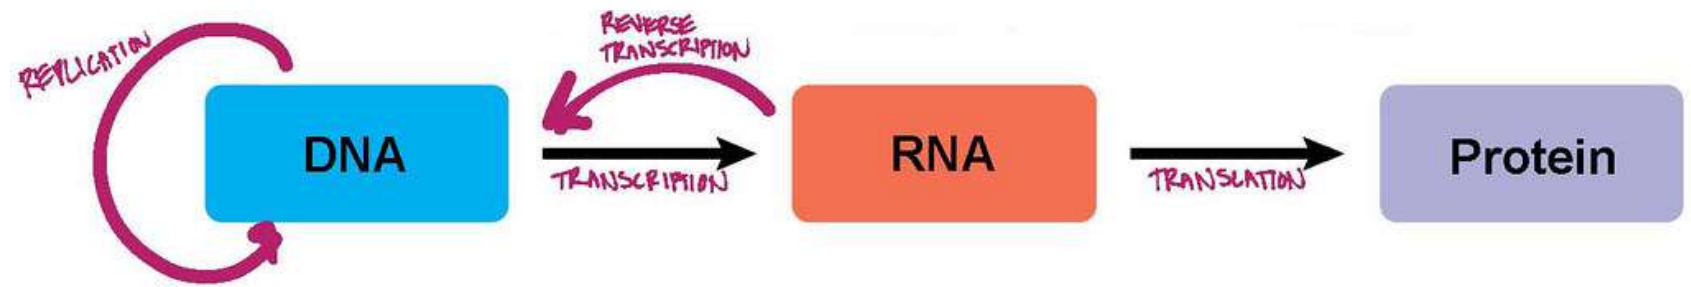 REPLICATION
REVERSE
TRANSCRIPTION
DNA
TRANSCRIPTION
RNA
TRANSLATION
Protein